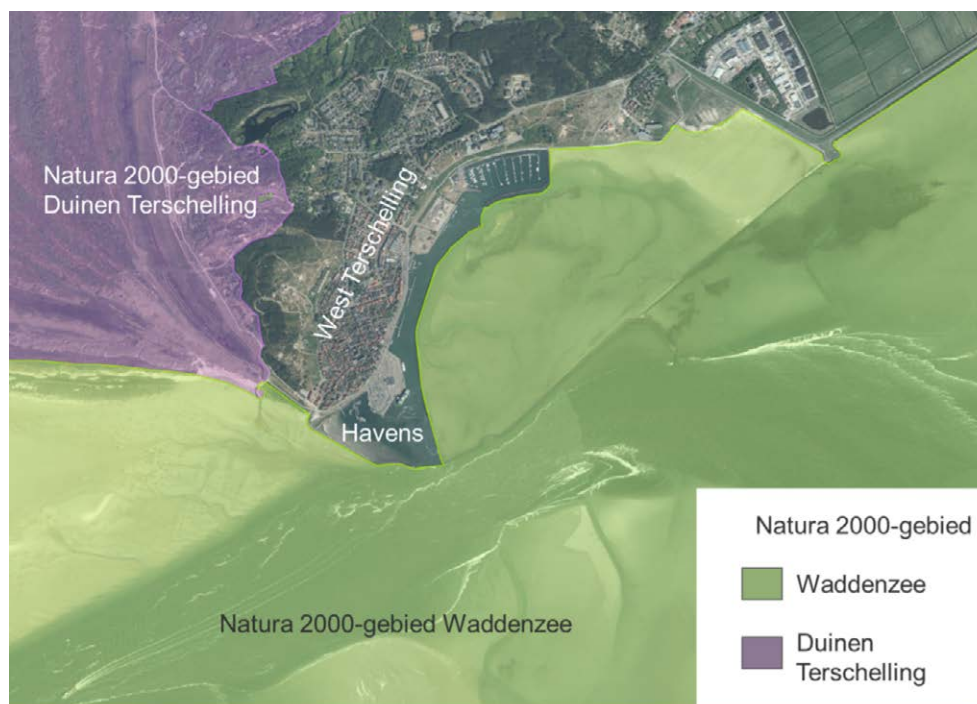 Natura 2000-gebied
Duinen Terschelling
West Terschelling
Havens
Natura 2000-gebied Waddenzee
Natura 2000-gebied
Waddenzee
Duinen
Terschelling